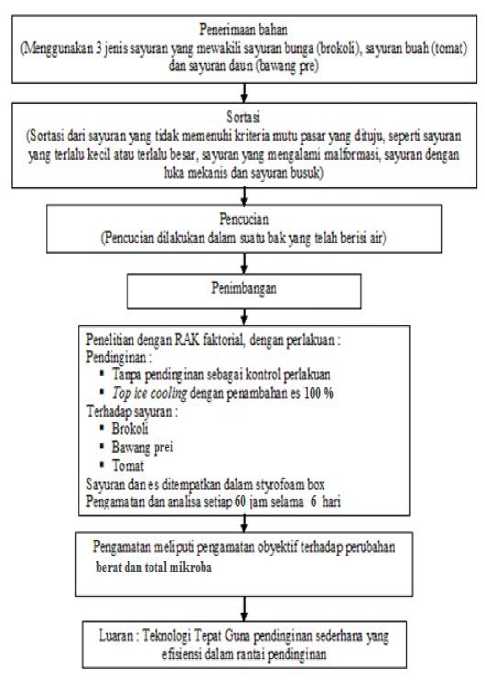 Penerimaan bahan
(Menggunakan 3 jenis sayuran yang mewakili sayuran bunga (brokoli), sayuran buah (tomat)
dan sayuran daun (bawang pre)
Sortasi
(Sortasi dari sayuran yang tidak memenuhi kriteria mutu pasar yang dituju, seperti sayuran
yang terlalu kecil atau terlalu besar, sayuran yang mengalami malformasi, sayuran dengan
luka mekanis dan sayuran busuk)
Pencucian
(Pencucian dilakukan dalam suatu bak yang telah berisi air)
Penimbangan
Penelitian dengan RAK faktorial, dengan perlakuan :
Pendinginan :
▪ Tanpa pendinginan sebagai kontrol perlakuan
▪ Top ice cooling dengan penambahan es 100 %
Terhadap sayuran :
▪ Brokoli
▪ Bawang prei
▪ Tomat
Sayuran dan es ditempatkan dalam styrofoam box
Pengamatan dan analisa setiap 60 jam selama 6 hari
Pengamatan meliputi pengamatan obyektif terhadap perubahan
berat dan total mikroba
Luaran : Teknologi Tepat Guna pendinginan sederhana yang
efisiensi dalam rantai pendinginan